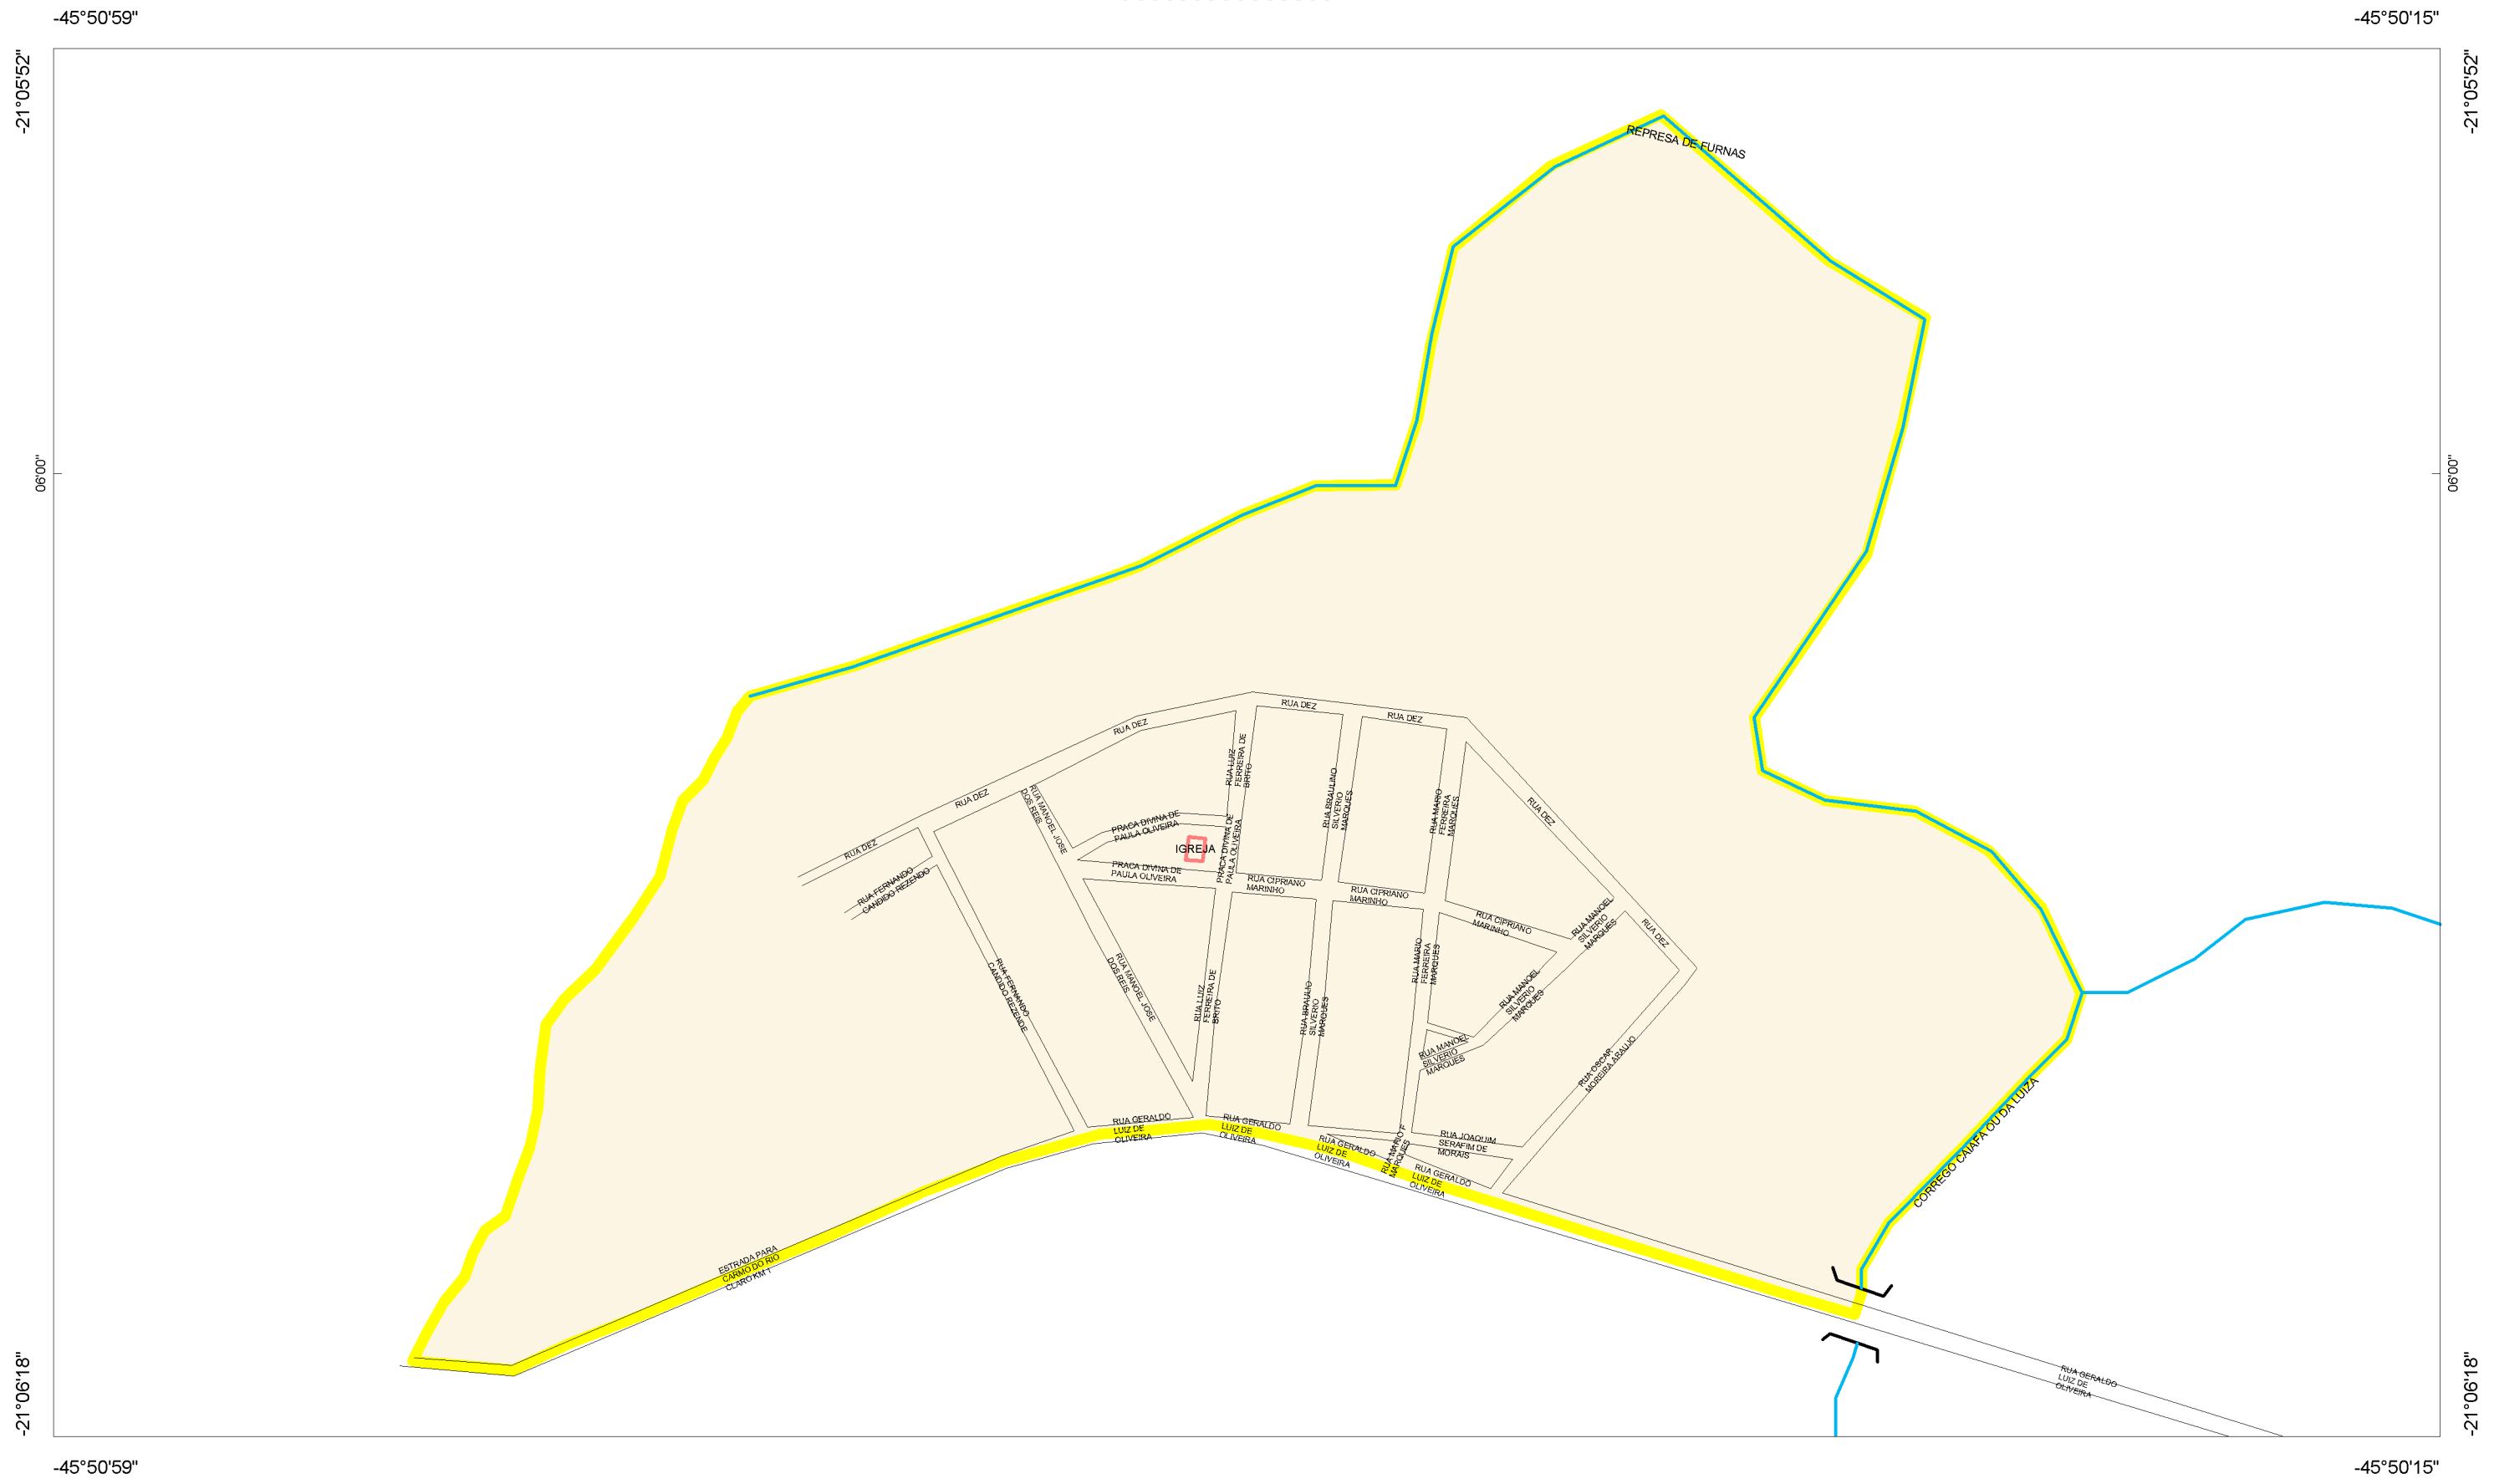 -45°50'59"
-45°50'15"
-21°05'52"
-21°05'52"
REPRESA DE FURNAS
06'00"
06'00"
RUA DEZ
RUA DEZ
RUA DEZ
RUA LUIZ
FERREIRA DE
BRITO
RUA BRAULINO
SILVERIO
MARQUES
RUA MARIO
FERREIRA
MARQUES
RUA DEZ
RUA DEZ
RUA MANOEL JOSE
DOS REIS
PRACA DIVINA DE
PAULA OLIVEIRA
RUA DEZ
IGREJA
PRACA DIVINA DE
PAULA OLIVEIRA
PRACA DIVINA DE
PAULA OLIVEIRA
RUA FERNANDO
CANDIDO REZENDO
RUA CIPRIANO
MARINHO
RUA CIPRIANO
MARINHO
RUA CIPRIANO
MARINHO
RUA MANOEL
SILVERIO
MARQUES
RUA DEZ
RUA FERNANDO
CANDIDO REZENDE
RUA MANOEL JOSE
DOS REIS
RUA LUIZ
FERREIRA DE
BRITO
RUA BRAULIO
SILVERIO
MARQUES
RUA MARIO
FERREIRA
MARQUES
RUA MANOEL
SILVERIO
MARQUES
RUA MANOEL
SILVERIO
MARQUES
RUA OSCAR
MOREIRA ARAUJO
RUA GERALDO
LUIZ DE
OLIVEIRA
RUA GERALDO
LUIZ DE
OLIVEIRA
RUA GERALDO
LUIZ DE
OLIVEIRA
RUA MARIO F
MARQUES
RUA JOAQUIM
SERAFIM DE
MORAIS
RUA GERALDO
LUIZ DE
OLIVEIRA
CORREGO CAIAFA OU DA LUIZA
ESTRADA PARA
CARMO DO RIO
CLARO KM 1
RUA GERALDO
LUIZ DE
OLIVEIRA
-21°06'18"
-21°06'18"
-45°50'59"
-45°50'15"